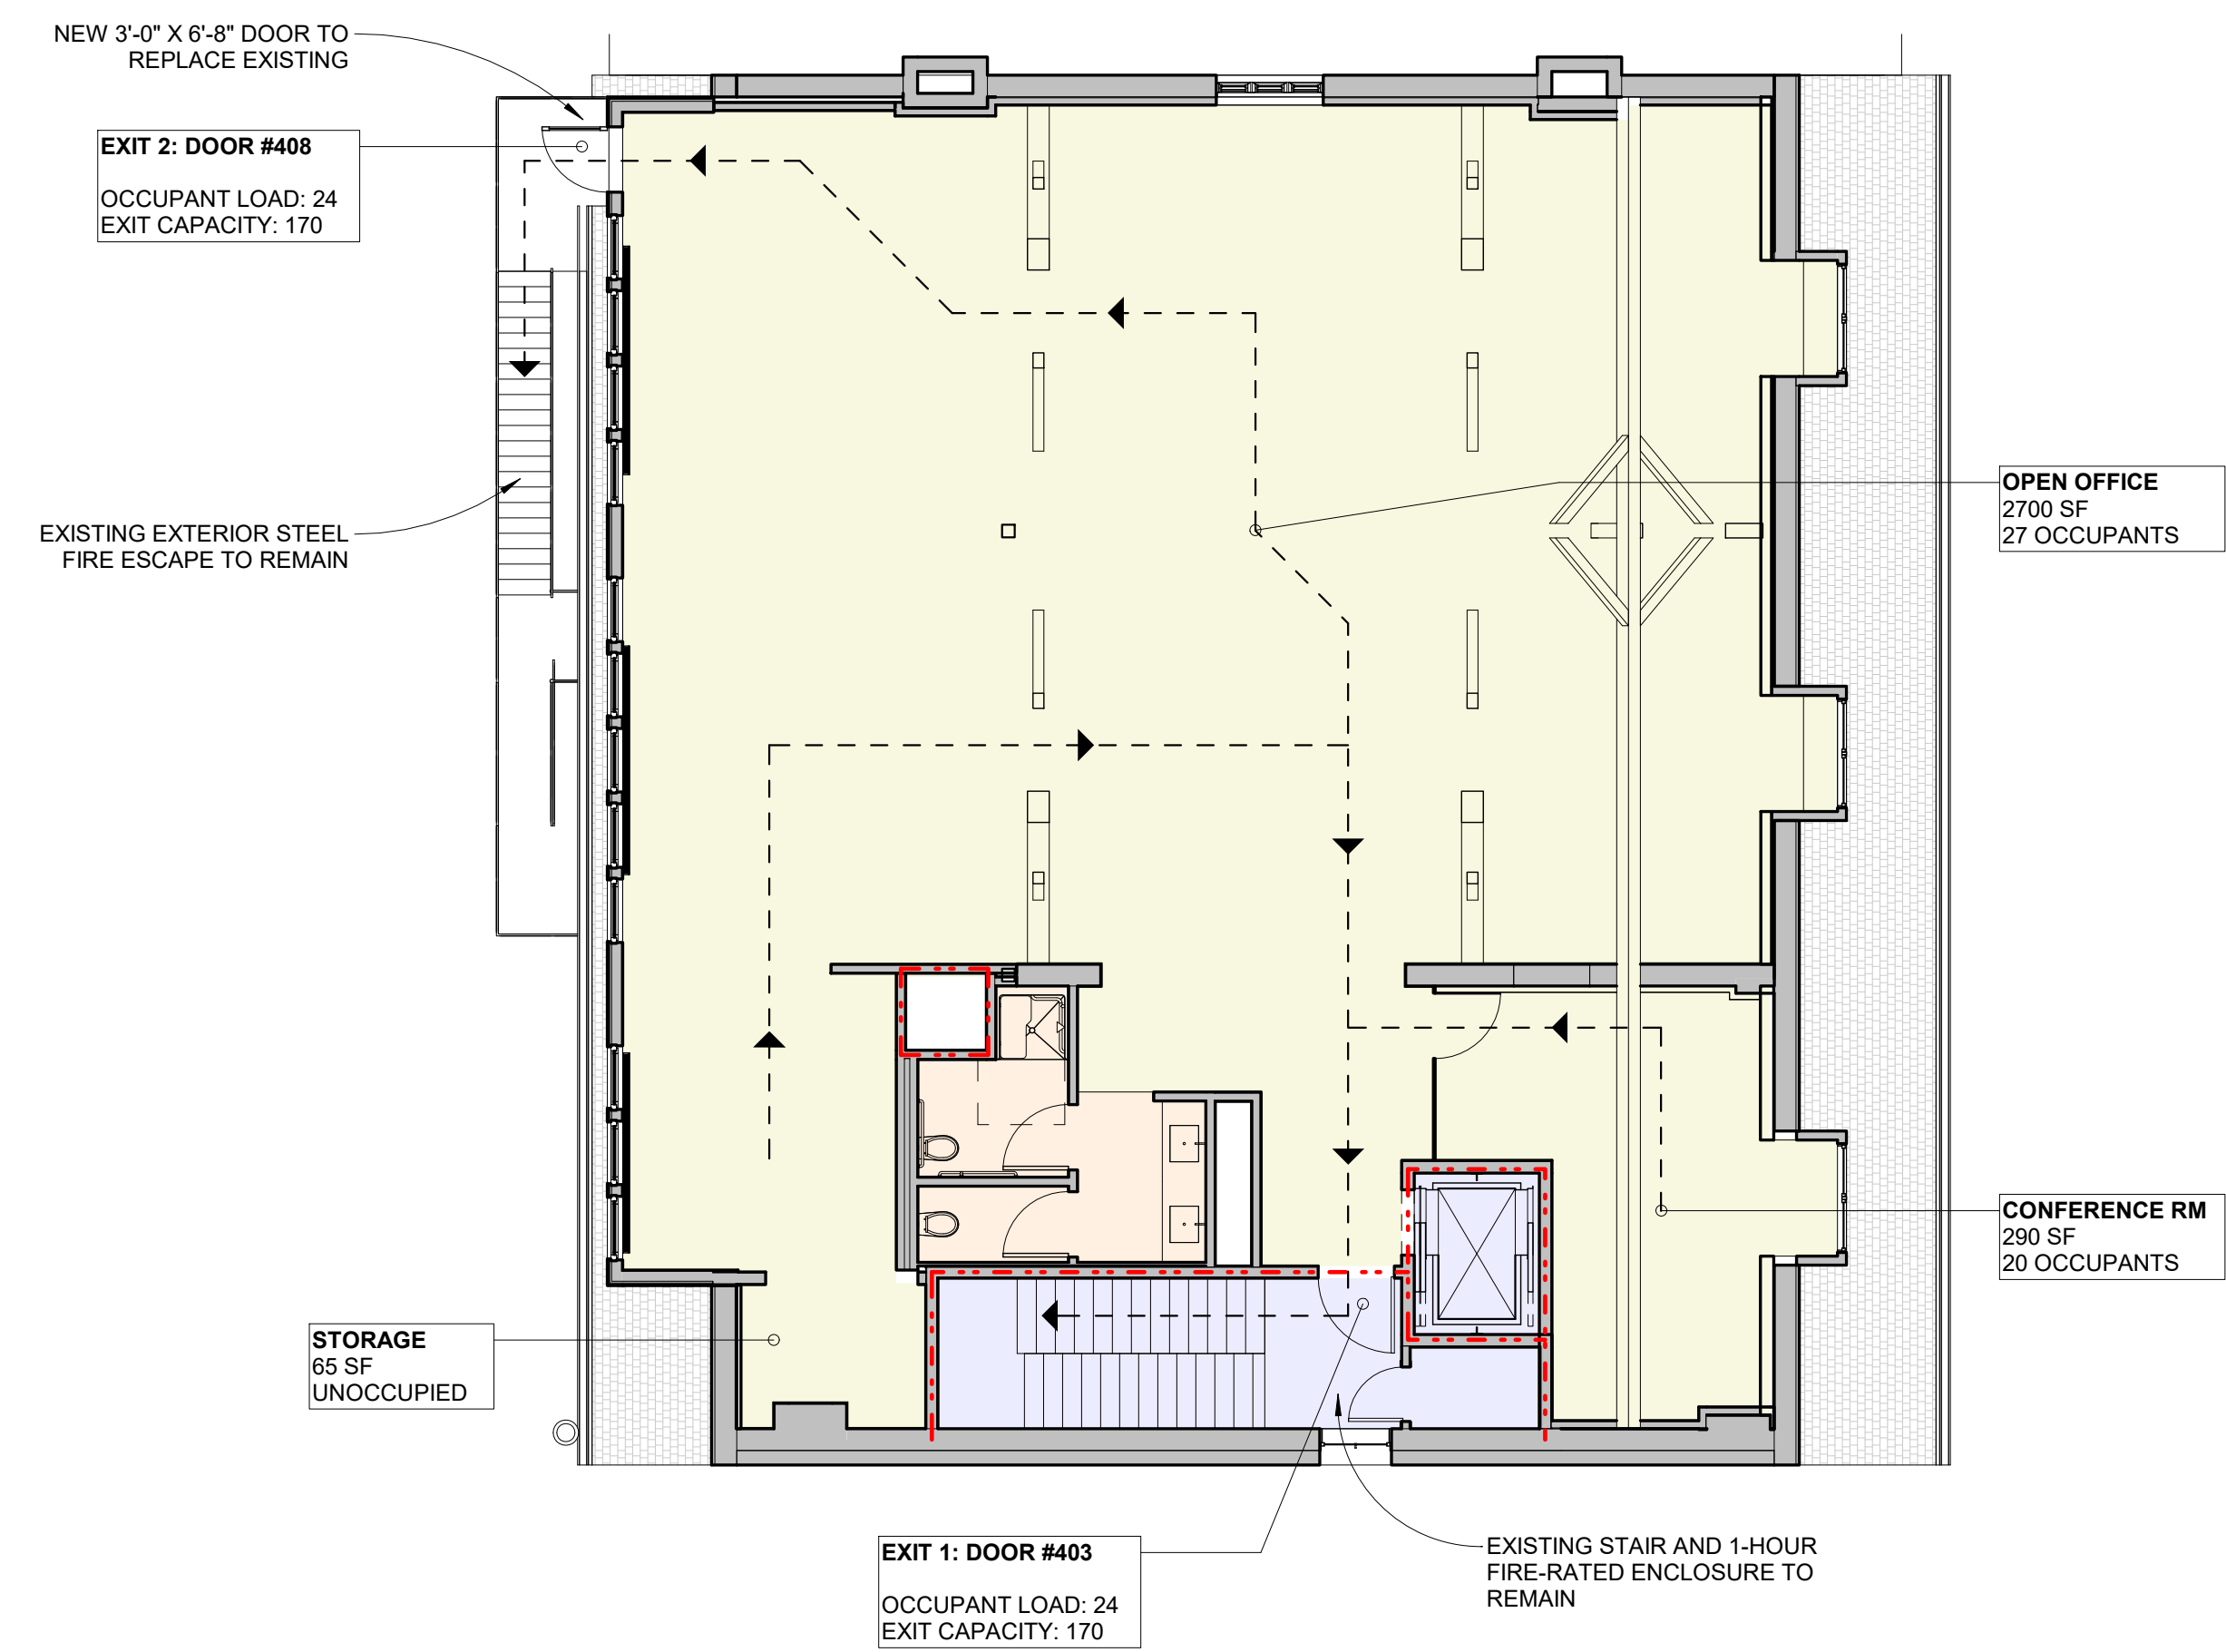 NEW 3'-0" X 6'-8" DOOR TO
REPLACE EXISTING
EXIT 2: DOOR #408
OCCUPANT LOAD: 24
EXIT CAPACITY: 170
EXISTING EXTERIOR STEEL
FIRE ESCAPE TO REMAIN
OPEN OFFICE
2700 SF
27 OCCUPANTS
CONFERENCE RM
290 SF
20 OCCUPANTS
STORAGE
65 SF
UNOCCUPIED
EXIT 1: DOOR #403
OCCUPANT LOAD: 24
EXIT CAPACITY: 170
EXISTING STAIR AND 1-HOUR
FIRE-RATED ENCLOSURE TO
REMAIN